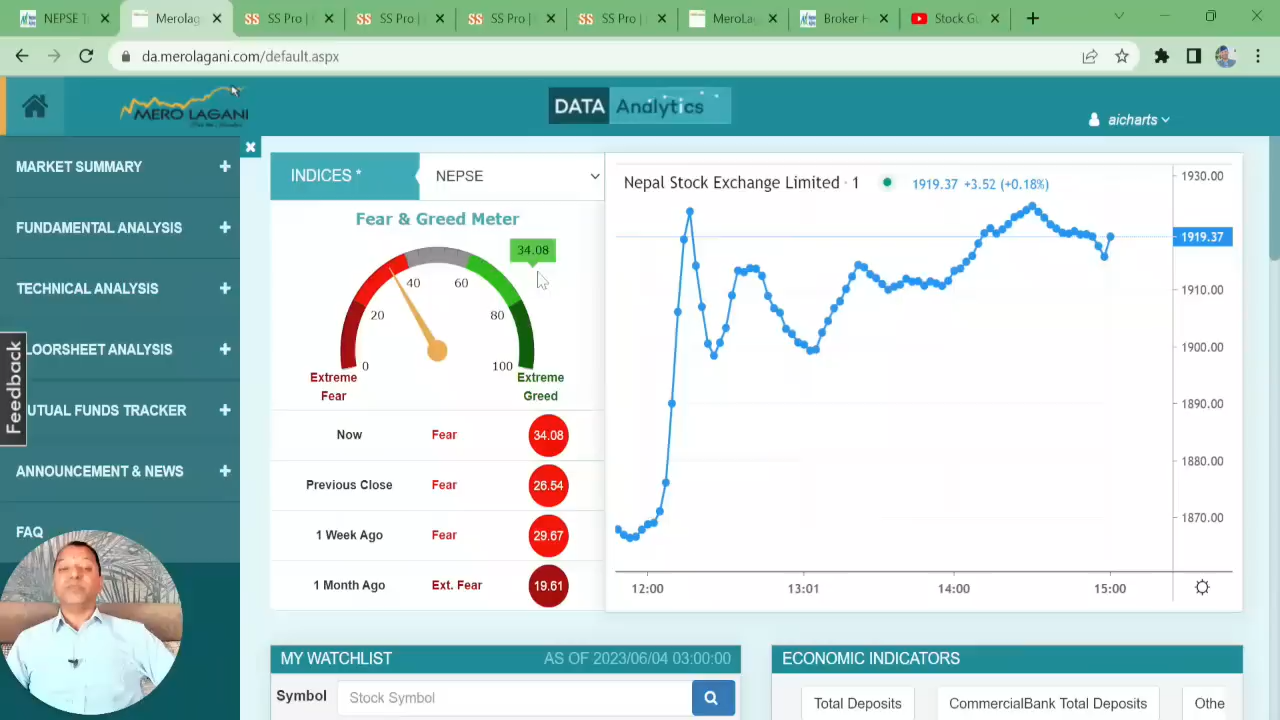 NEPSE T
Merolag
SS Pro |
SS Pro |
SS Pro |
SS Pro |
MeroLa
Broker H
Stock Gu
da.merolagani.com/default.aspx
MERO LAGANI
DATA Analytics
aicharts
MARKET SUMMARY
FUNDAMENTAL ANALYSIS
TECHNICAL ANALYSIS
LOORSHEET ANALYSIS
UTUAL FUNDS TRACKER
ANNOUNCEMENT & NEWS
FAQ
Feedback
INDICES *
NEPSE
Fear & Greed Meter
34.08
0
20
40
60
80
100
Extreme
Fear
Extreme
Greed
Now Fear 34.08
Previous Close Fear 26.54
1 Week Ago Fear 29.67
1 Month Ago Ext. Fear 19.61
Nepal Stock Exchange Limited · 1 1919.37 +3.52 (+0.18%)
1930.00
1919.37
1910.00
1900.00
1890.00
1880.00
1870.00
12:00 13:01 14:00 15:00
MY WATCHLIST AS OF 2023/06/04 03:00:00
Symbol Stock Symbol
ECONOMIC INDICATORS
Total Deposits CommercialBank Total Deposits Othe